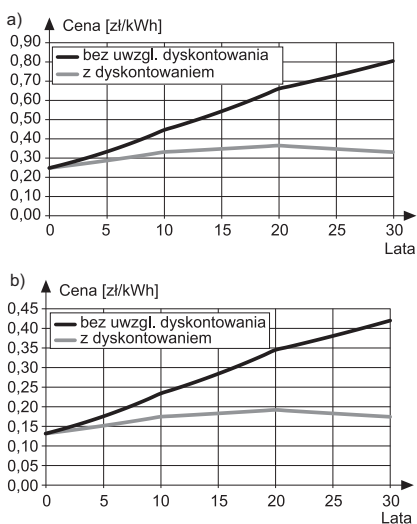 a)
Cena [zł/kWh]
0,90
0,80
0,70
0,60
0,50
0,40
0,30
0,20
0,10
0,00
bez uwzgl. dyskontowania
z dyskontowaniem
0 5 10 15 20 25 30
Lata
b)
Cena [zł/kWh]
0,45
0,40
0,35
0,30
0,25
0,20
0,15
0,10
0,05
0,00
bez uwzgl. dyskontowania
z dyskontowaniem
0 5 10 15 20 25 30
Lata